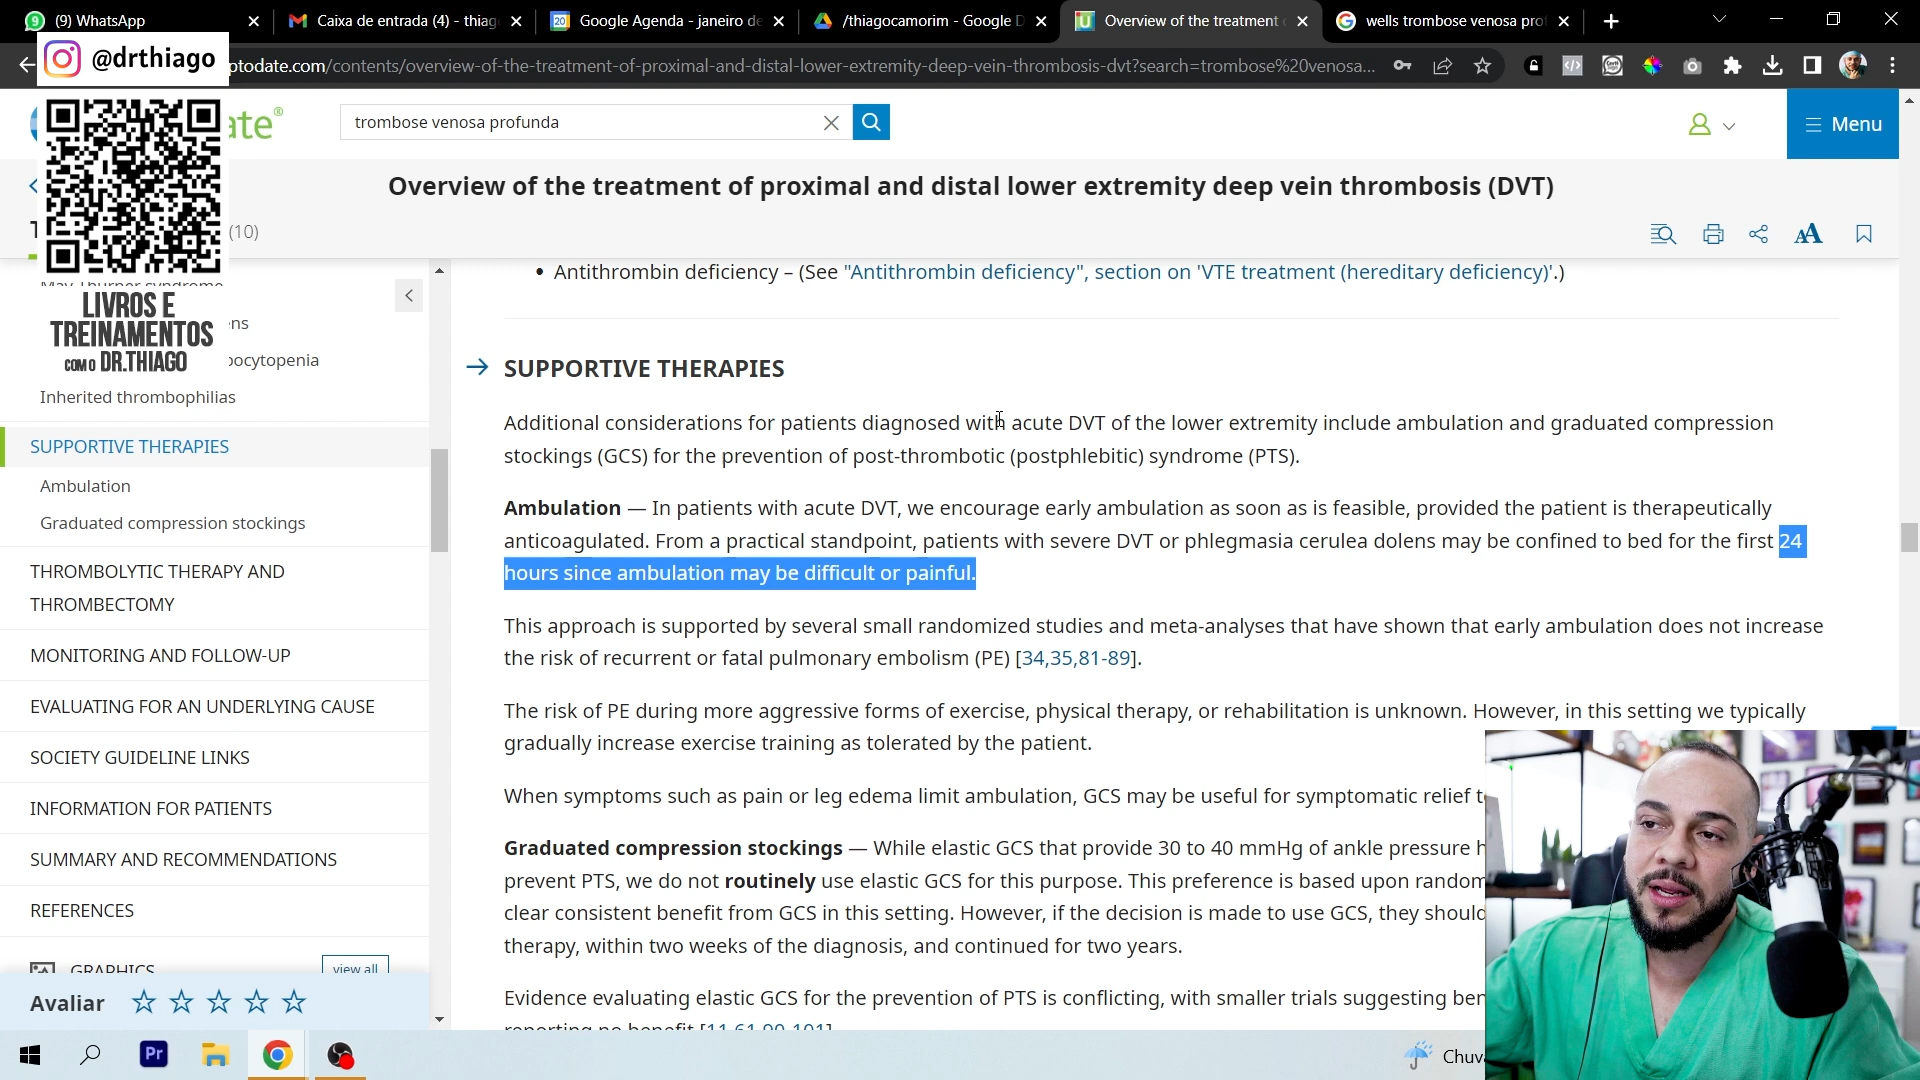 (9) WhatsApp
Caixa de entrada (4) - thiag
20
Google Agenda - janeiro de
/thiagocamorim - Google D
Overview of the treatment
wells trombose venosa prof
@drthiago
ptodate.com/contents/overview-of-the-treatment-of-proximal-and-distal-lower-extremity-deep-vein-thrombosis-dvt?search=trombose%20venosa...
ate®
trombose venosa profunda
Menu
Overview of the treatment of proximal and distal lower extremity deep vein thrombosis (DVT)
(10)
AA
LIVROS E
TREINAMENTOS
COM O DR.THIAGO
May-Thurner syndrome
ens
ocytopenia
Inherited thrombophilias
SUPPORTIVE THERAPIES
Ambulation
Graduated compression stockings
THROMBOLYTIC THERAPY AND
THROMBECTOMY
MONITORING AND FOLLOW-UP
EVALUATING FOR AN UNDERLYING CAUSE
SOCIETY GUIDELINE LINKS
INFORMATION FOR PATIENTS
SUMMARY AND RECOMMENDATIONS
REFERENCES
GRAPHICS
view all
Avaliar
• Antithrombin deficiency – (See "Antithrombin deficiency", section on 'VTE treatment (hereditary deficiency)'.)
→ SUPPORTIVE THERAPIES
Additional considerations for patients diagnosed with acute DVT of the lower extremity include ambulation and graduated compression
stockings (GCS) for the prevention of post-thrombotic (postphlebitic) syndrome (PTS).
Ambulation — In patients with acute DVT, we encourage early ambulation as soon as is feasible, provided the patient is therapeutically
anticoagulated. From a practical standpoint, patients with severe DVT or phlegmasia cerulea dolens may be confined to bed for the first 24
hours since ambulation may be difficult or painful.
This approach is supported by several small randomized studies and meta-analyses that have shown that early ambulation does not increase
the risk of recurrent or fatal pulmonary embolism (PE) [34,35,81-89].
The risk of PE during more aggressive forms of exercise, physical therapy, or rehabilitation is unknown. However, in this setting we typically
gradually increase exercise training as tolerated by the patient.
When symptoms such as pain or leg edema limit ambulation, GCS may be useful for symptomatic relief t
Graduated compression stockings — While elastic GCS that provide 30 to 40 mmHg of ankle pressure h
prevent PTS, we do not routinely use elastic GCS for this purpose. This preference is based upon random
clear consistent benefit from GCS in this setting. However, if the decision is made to use GCS, they should
therapy, within two weeks of the diagnosis, and continued for two years.
Evidence evaluating elastic GCS for the prevention of PTS is conflicting, with smaller trials suggesting ben
reporting no benefit [11,61,90-101].
Pr
Chuv